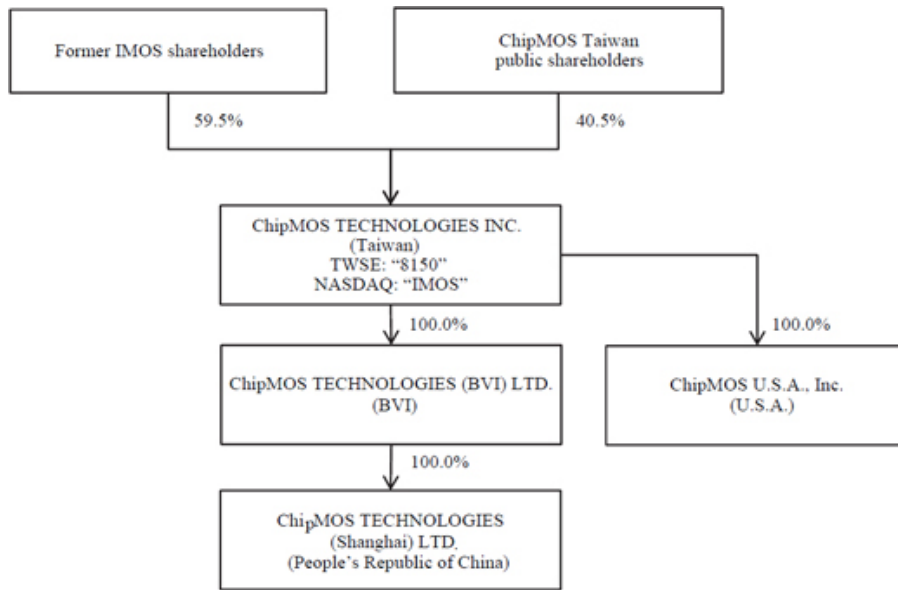 Former IMOS shareholders
ChipMOS Taiwan
public shareholders
59.5%
40.5%
ChipMOS TECHNOLOGIES INC.
(Taiwan)
TWSE: “8150”
NASDAQ: “IMOS”
100.0%
100.0%
ChipMOS TECHNOLOGIES (BVI) LTD.
(BVI)
ChipMOS U.S.A., Inc.
(U.S.A.)
100.0%
ChipMOS TECHNOLOGIES
(Shanghai) LTD.
(People’s Republic of China)